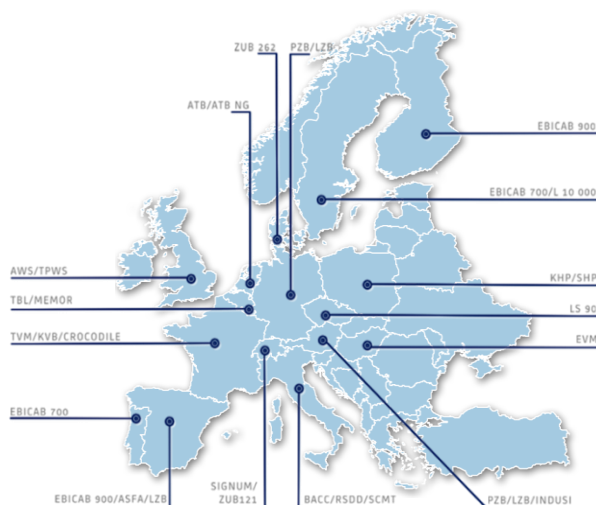 ZUB 262
PZB/LZB
ATB/ATB NG
EBICAB 900
EBICAB 700/L 10 000
AWS/TPWS
KHP/SHP
TBL/MEMOR
LS 90
TVM/KVB/CROCODILE
EVM
EBICAB 700
EBICAB 900/ASFA/LZB
SIGNUM/
ZUB121
BACC/RSDD/SCMT
PZB/LZB/INDUSI